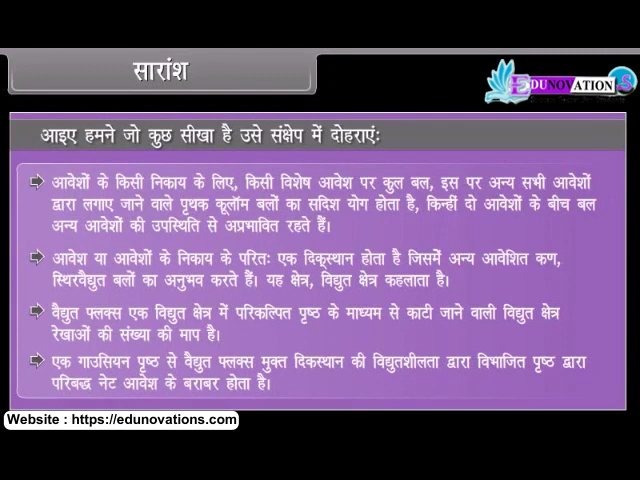 सारांश
EDUNOVATIONS
आइए हमने जो कुछ सीखा है उसे संक्षेप में दोहराएं:
आवेशों के किसी निकाय के लिए, किसी विशेष आवेश पर कुल बल, इस पर अन्य सभी आवेशों
द्वारा लगाए जाने वाले पृथक कूलॉम बलों का सदिश योग होता है, किन्हीं दो आवेशों के बीच बल
अन्य आवेशों की उपस्थिति से अप्रभावित रहते हैं।
आवेश या आवेशों के निकाय के परितः एक दिक्स्थान होता है जिसमें अन्य आवेशित कण,
स्थिरवैद्युत बलों का अनुभव करते हैं। यह क्षेत्र, विद्युत क्षेत्र कहलाता है।
वैद्युत फ्लक्स एक विद्युत क्षेत्र में परिकल्पित पृष्ठ के माध्यम से काटी जाने वाली विद्युत क्षेत्र
रेखाओं की संख्या की माप है।
एक गाउसियन पृष्ठ से वैद्युत फ्लक्स मुक्त दिकस्थान की विद्युतशीलता द्वारा विभाजित पृष्ठ द्वारा
परिबद्ध नेट आवेश के बराबर होता है।
Website : https://edunovations.com